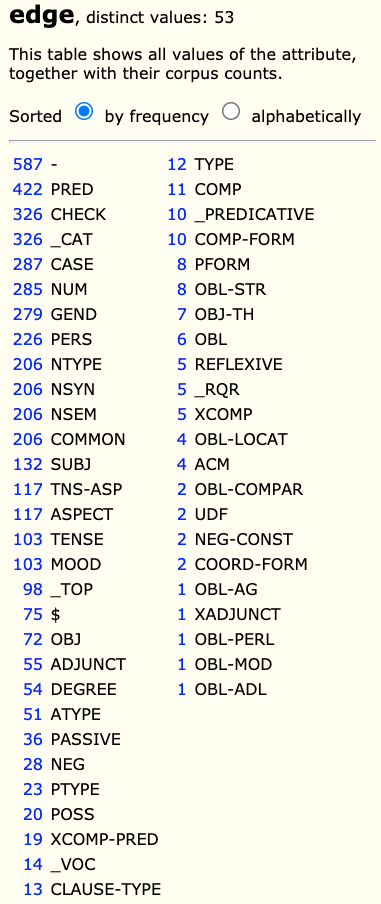 edge, distinct values: 53
This table shows all values of the attribute,
together with their corpus counts.
Sorted by frequency alphabetically
587 -
422 PRED
326 CHECK
326 _CAT
287 CASE
285 NUM
279 GEND
226 PERS
206 NTYPE
206 NSYN
206 NSEM
206 COMMON
132 SUBJ
117 TNS-ASP
117 ASPECT
103 TENSE
103 MOOD
98 _TOP
75 $
72 OBJ
55 ADJUNCT
54 DEGREE
51 ATYPE
36 PASSIVE
28 NEG
23 PTYPE
20 POSS
19 XCOMP-PRED
14 _VOC
13 CLAUSE-TYPE
12 TYPE
11 COMP
10 _PREDICATIVE
10 COMP-FORM
8 PFORM
8 OBL-STR
7 OBJ-TH
6 OBL
5 REFLEXIVE
5 _RQR
5 XCOMP
4 OBL-LOCAT
4 ACM
2 OBL-COMPAR
2 UDF
2 NEG-CONST
2 COORD-FORM
1 OBL-AG
1 XADJUNCT
1 OBL-PERL
1 OBL-MOD
1 OBL-ADL